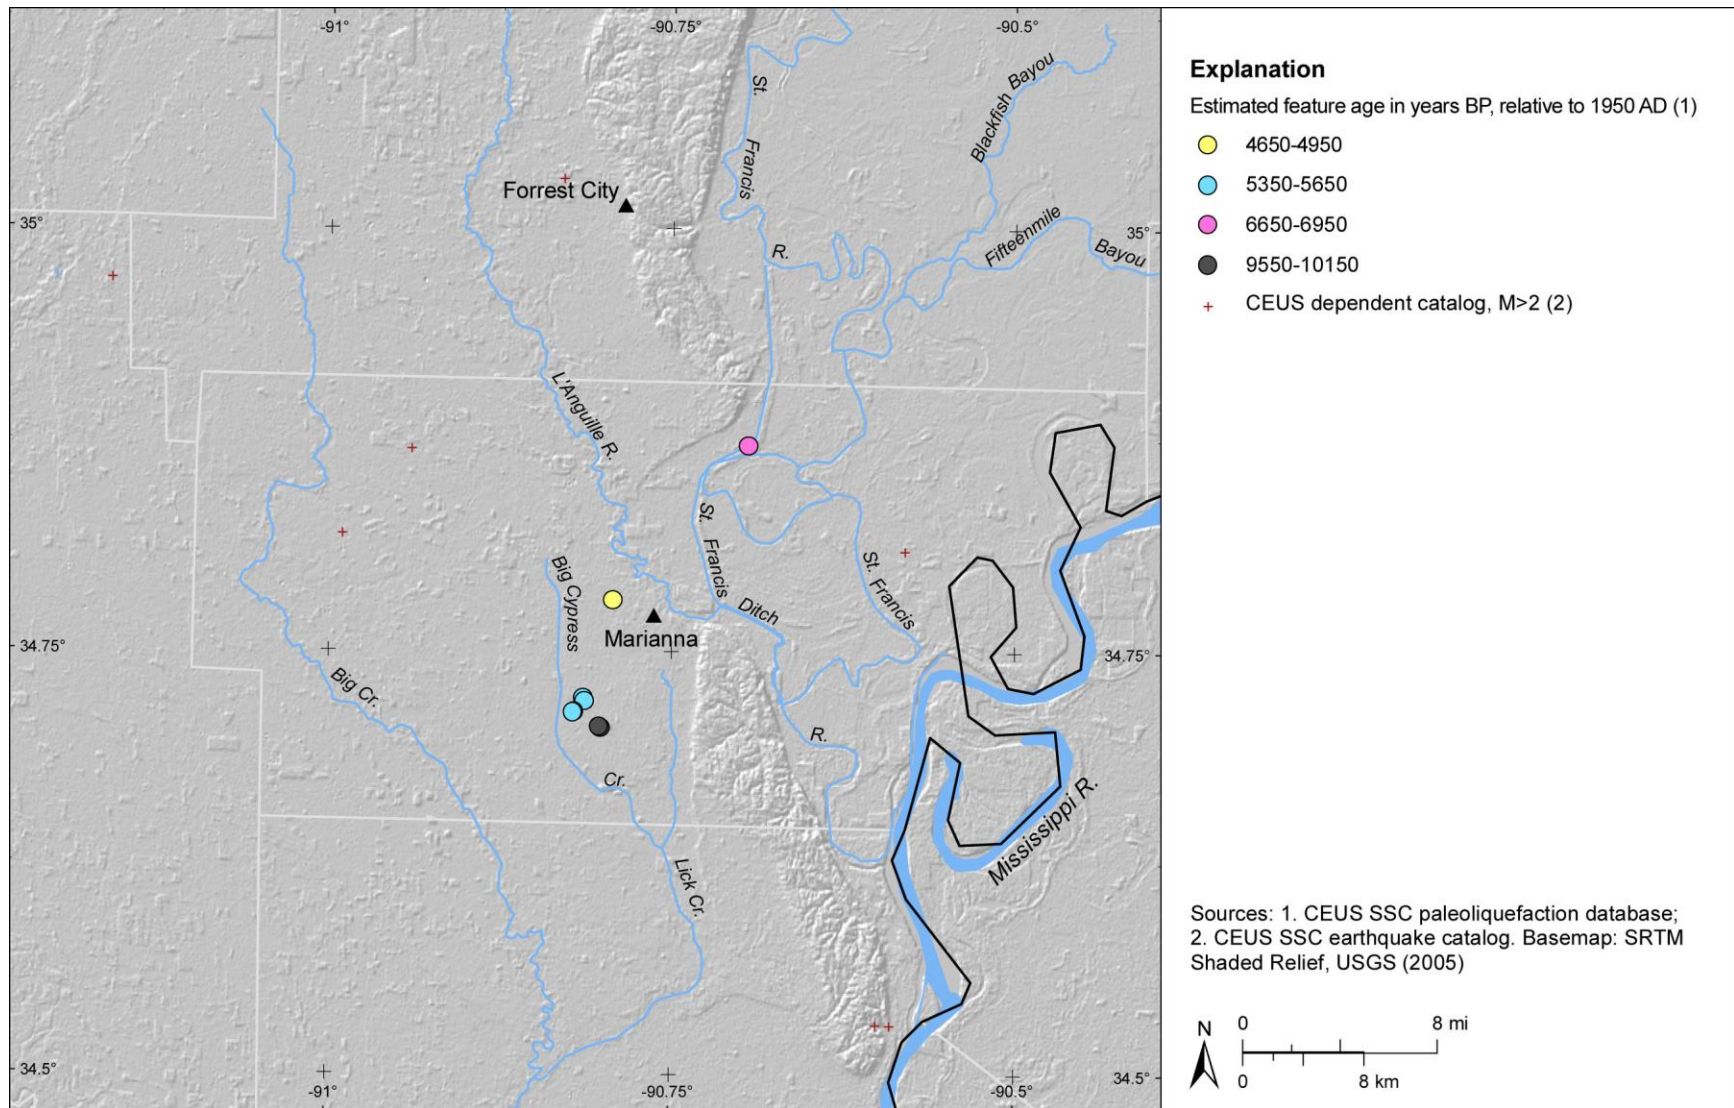 -91°
-90.75°
-90.5°
Explanation
Estimated feature age in years BP, relative to 1950 AD (1)
4650-4950
5350-5650
6650-6950
9550-10150
CEUS dependent catalog, M>2 (2)
St.
Francis
R.
Blackfish Bayou
Fifteenmile
Bayou
Forrest City
35°
35°
L'Anguille R.
St.
Francis
Ditch
St. Francis
Big Cypress
Marianna
34.75°
34.75°
Big Cr.
R.
Cr.
Mississippi R.
Lick Cr.
Sources: 1. CEUS SSC paleoliquefaction database;
2. CEUS SSC earthquake catalog. Basemap: SRTM
Shaded Relief, USGS (2005)
N
0
8 mi
0
8 km
34.5°
34.5°
-91°
-90.75°
-90.5°